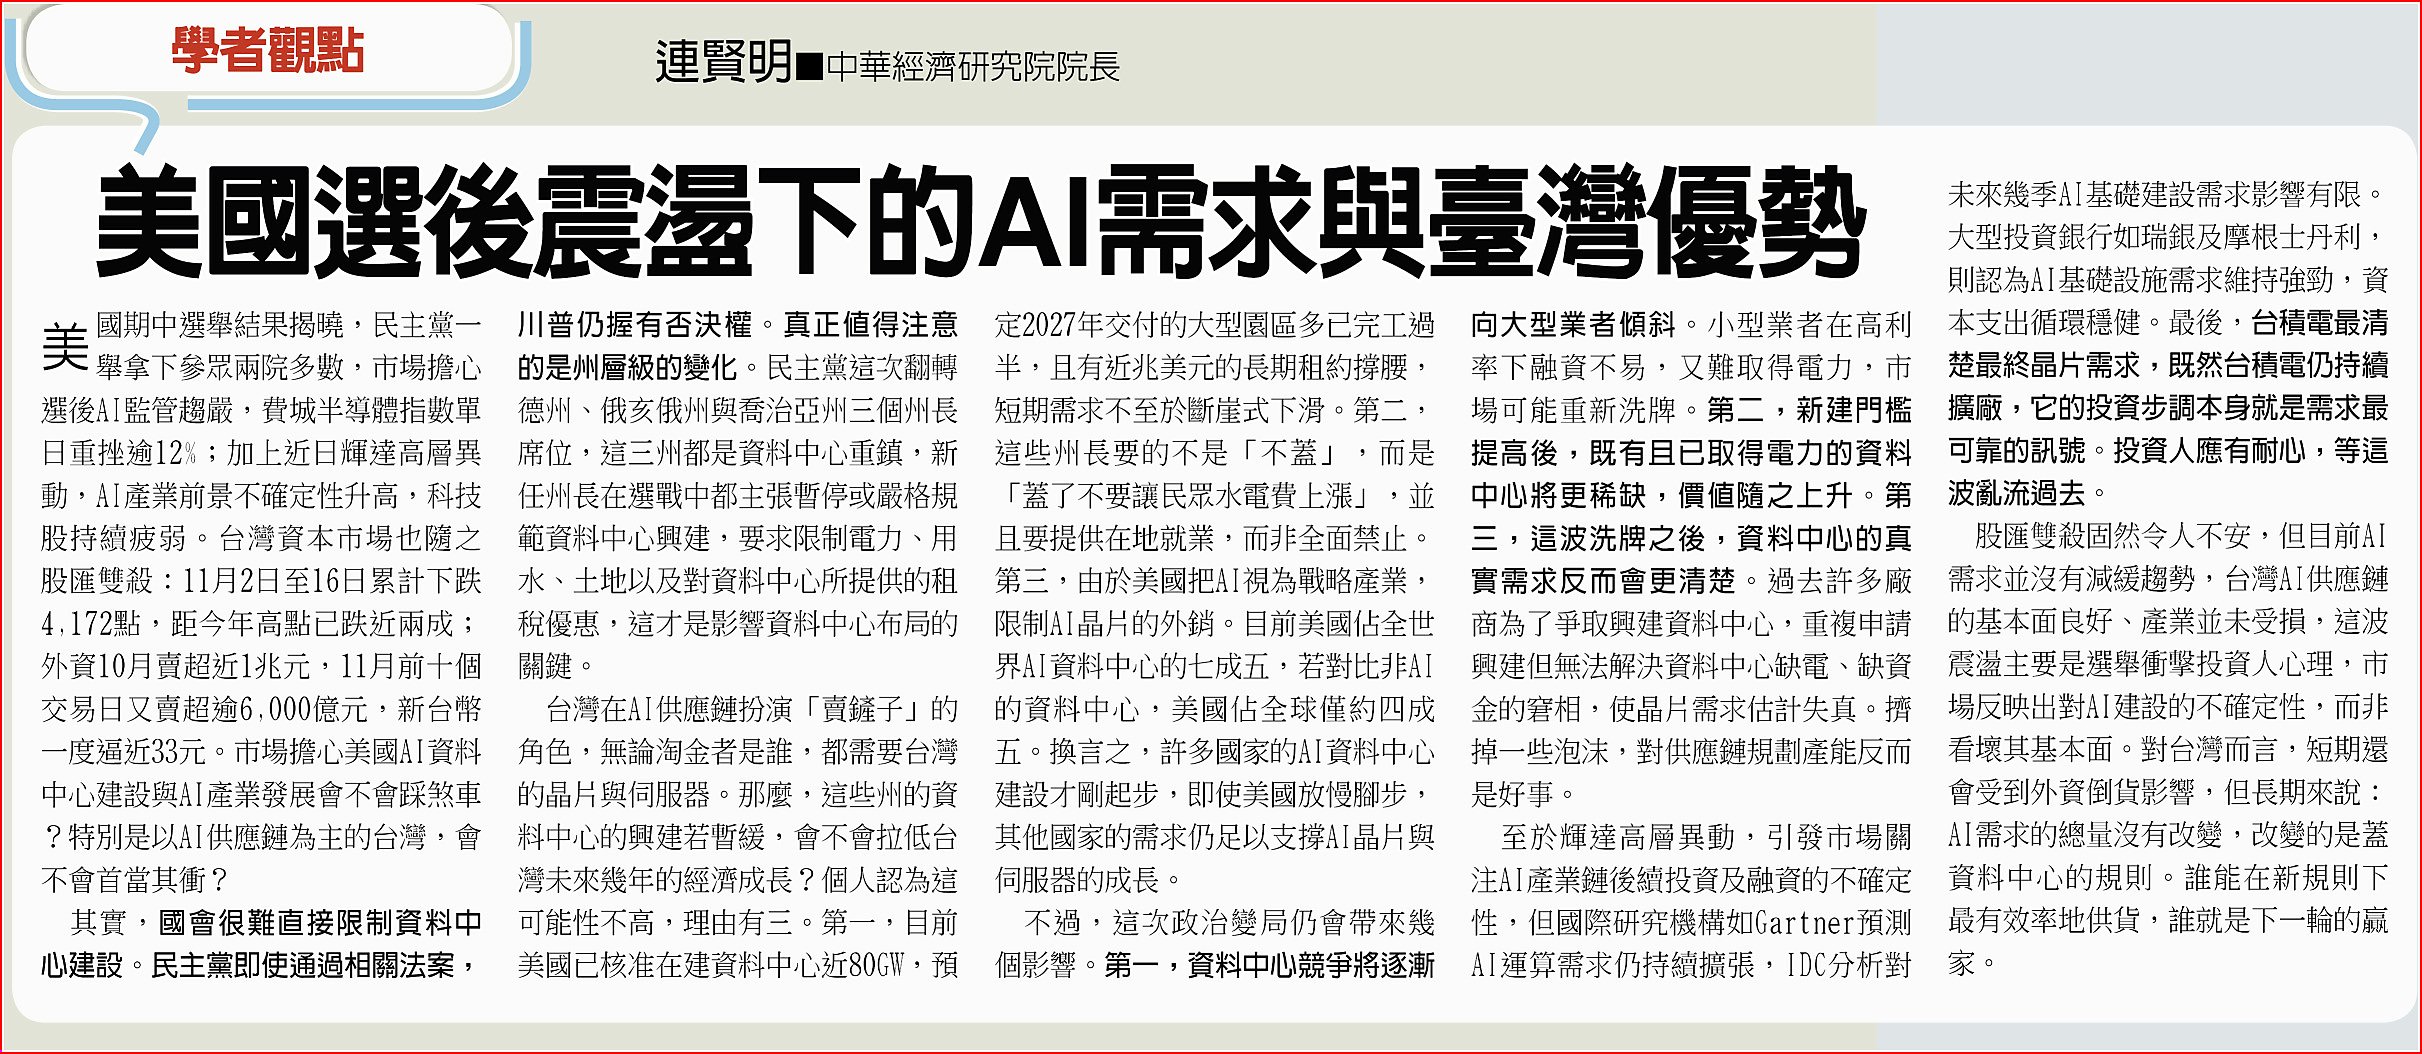 學者觀點
連賢明■中華經濟研究院院長
美國選後震盪下的AI需求與臺灣優勢
美國期中選舉結果揭曉，民主黨一
舉拿下參眾兩院多數，市場擔心
選後AI監管趨嚴，費城半導體指數單
日重挫逾12%；加上近日輝達高層異
動，AI產業前景不確定性升高，科技
股持續疲弱。台灣資本市場也隨之
股匯雙殺：11月2日至16日累計下跌
4,172點，距今年高點已跌近兩成；
外資10月賣超近1兆元，11月前十個
交易日又賣超逾6,000億元，新台幣
一度逼近33元。市場擔心美國AI資料
中心建設與AI產業發展會不會踩煞車
？特別是以AI供應鏈為主的台灣，會
不會首當其衝？
其實，國會很難直接限制資料中
心建設。民主黨即使通過相關法案，
川普仍握有否決權。真正值得注意
的是州層級的變化。民主黨這次翻轉
德州、俄亥俄州與喬治亞州三個州長
席位，這三州都是資料中心重鎮，新
任州長在選戰中都主張暫停或嚴格規
範資料中心興建，要求限制電力、用
水、土地以及對資料中心所提供的租
稅優惠，這才是影響資料中心布局的
關鍵。
台灣在AI供應鏈扮演「賣鏟子」的
角色，無論淘金者是誰，都需要台灣
的晶片與伺服器。那麼，這些州的資
料中心的興建若暫緩，會不會拉低台
灣未來幾年的經濟成長？個人認為這
可能性不高，理由有三。第一，目前
美國已核准在建資料中心近80GW，預
定2027年交付的大型園區多已完工過
半，且有近兆美元的長期租約撐腰，
短期需求不至於斷崖式下滑。第二，
這些州長要的不是「不蓋」，而是
「蓋了不要讓民眾水電費上漲」，並
且要提供在地就業，而非全面禁止。
第三，由於美國把AI視為戰略產業，
限制AI晶片的外銷。目前美國佔全世
界AI資料中心的七成五，若對比非AI
的資料中心，美國佔全球僅約四成
五。換言之，許多國家的AI資料中心
建設才剛起步，即使美國放慢腳步，
其他國家的需求仍足以支撐AI晶片與
伺服器的成長。
不過，這次政治變局仍會帶來幾
個影響。第一，資料中心競爭將逐漸
向大型業者傾斜。小型業者在高利
率下融資不易，又難取得電力，市
場可能重新洗牌。第二，新建門檻
提高後，既有且已取得電力的資料
中心將更稀缺，價值隨之上升。第
三，這波洗牌之後，資料中心的真
實需求反而會更清楚。過去許多廠
商為了爭取興建資料中心，重複申請
興建但無法解決資料中心缺電、缺資
金的窘相，使晶片需求估計失真。擠
掉一些泡沫，對供應鏈規劃產能反而
是好事。
至於輝達高層異動，引發市場關
注AI產業鏈後續投資及融資的不確定
性，但國際研究機構如Gartner預測
AI運算需求仍持續擴張，IDC分析對
未來幾季AI基礎建設需求影響有限。
大型投資銀行如瑞銀及摩根士丹利，
則認為AI基礎設施需求維持強勁，資
本支出循環穩健。最後，台積電最清
楚最終晶片需求，既然台積電仍持續
擴廠，它的投資步調本身就是需求最
可靠的訊號。投資人應有耐心，等這
波亂流過去。
股匯雙殺固然令人不安，但目前AI
需求並沒有減緩趨勢，台灣AI供應鏈
的基本面良好、產業並未受損，這波
震盪主要是選舉衝擊投資人心理，市
場反映出對AI建設的不確定性，而非
看壞其基本面。對台灣而言，短期還
會受到外資倒貨影響，但長期來說：
AI需求的總量沒有改變，改變的是蓋
資料中心的規則。誰能在新規則下
最有效率地供貨，誰就是下一輪的贏
家。